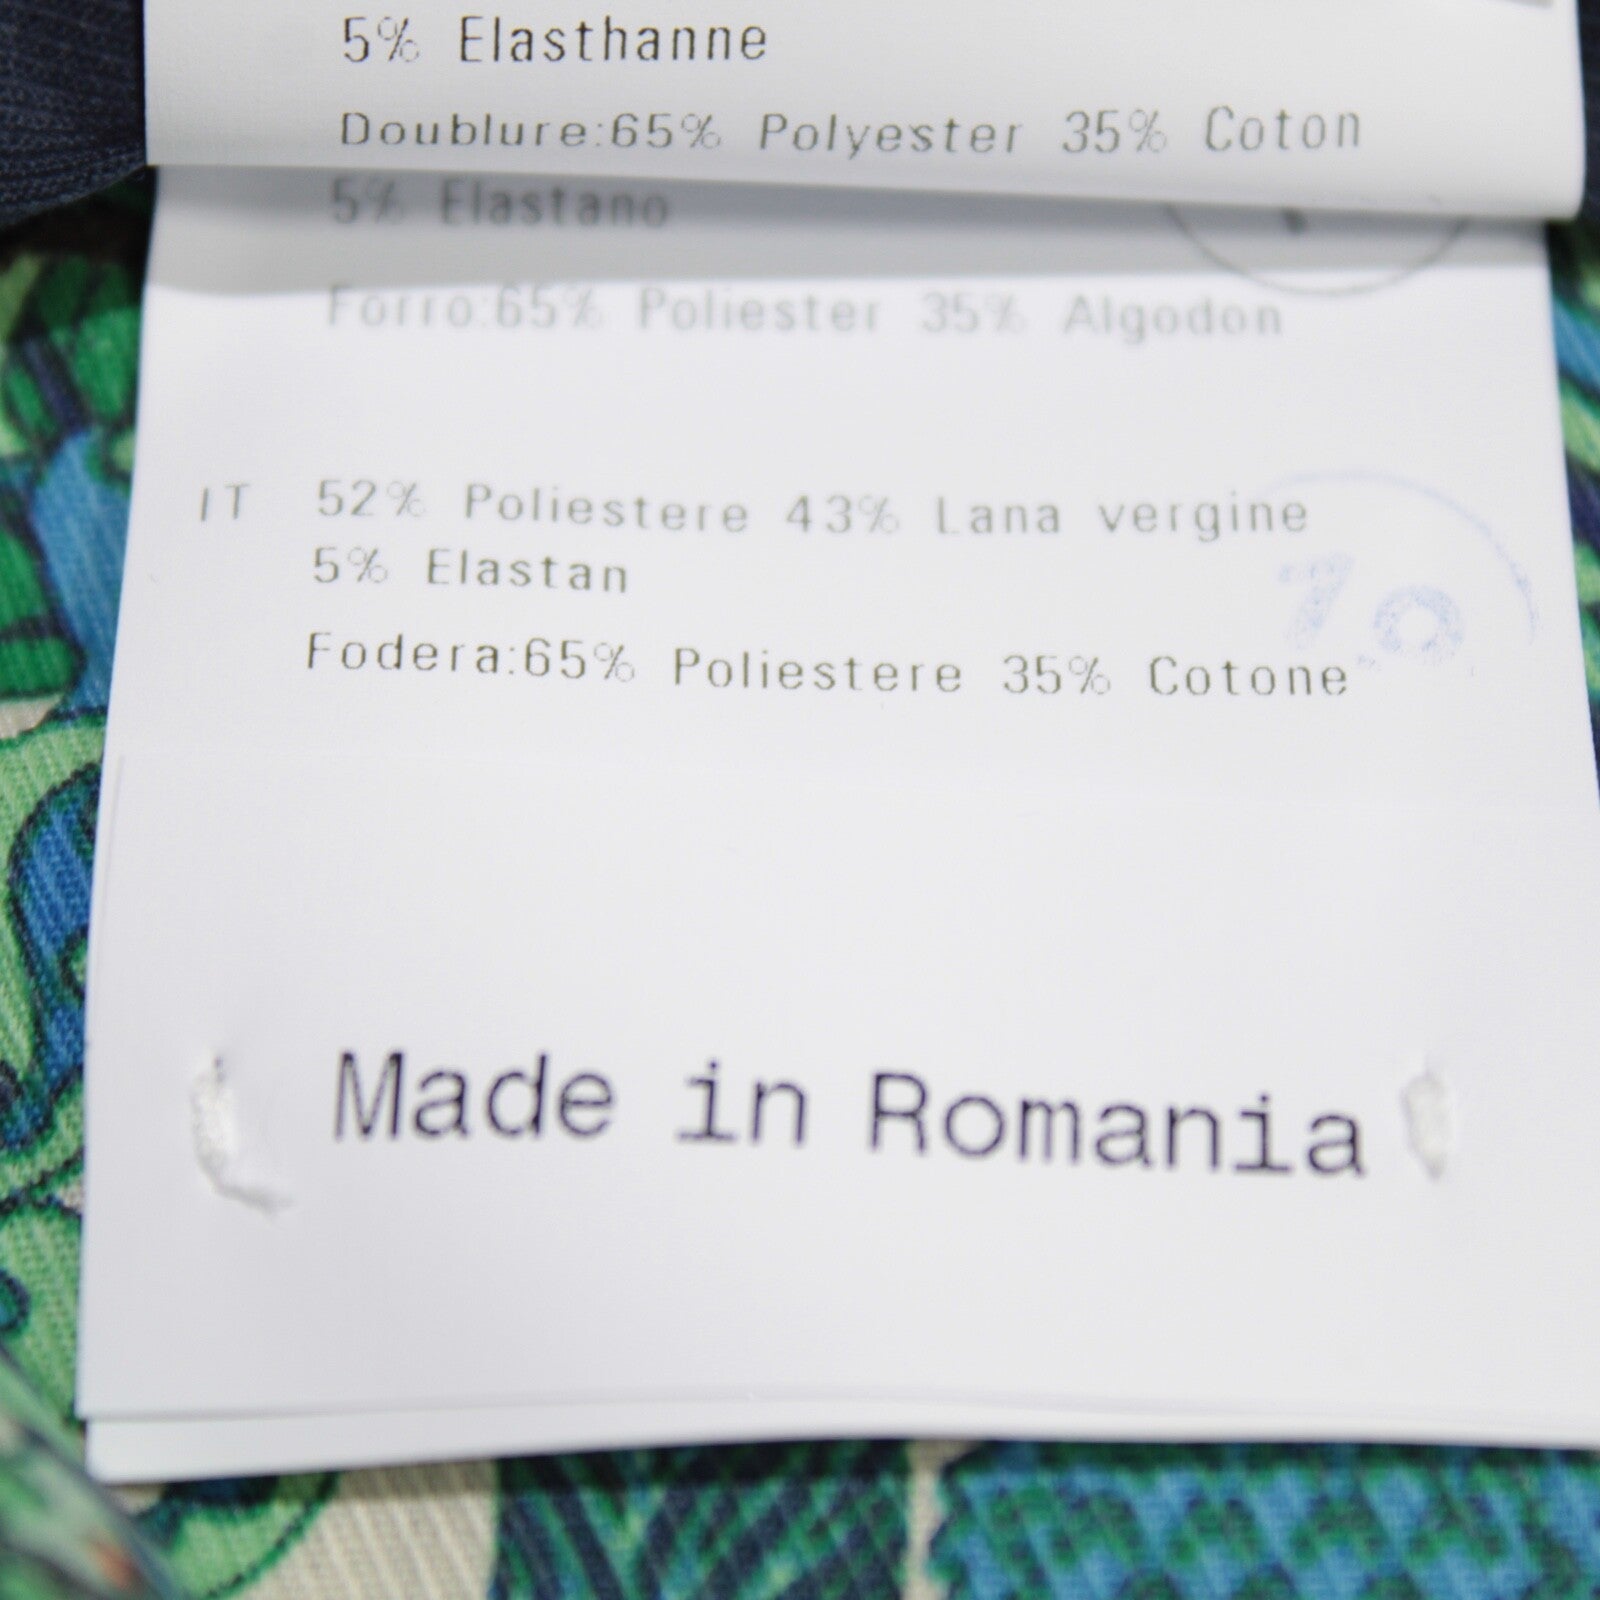 5% Elasthanne
Doublure:65% Polyester 35% Coton
5% Elastano
Forro:65% Poliester 35% Algodon
IT 52% Poliestere 43% Lana vergine
5% Elastan
Fodera:65% Poliestere 35% Cotone
Made in Romania